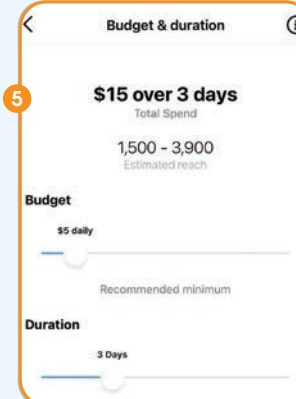 Budget & duration
5
$15 over 3 days
Total Spend
1,500 - 3,900
Estimated reach
Budget
$5 daily
Recommended minimum
Duration
3 Days